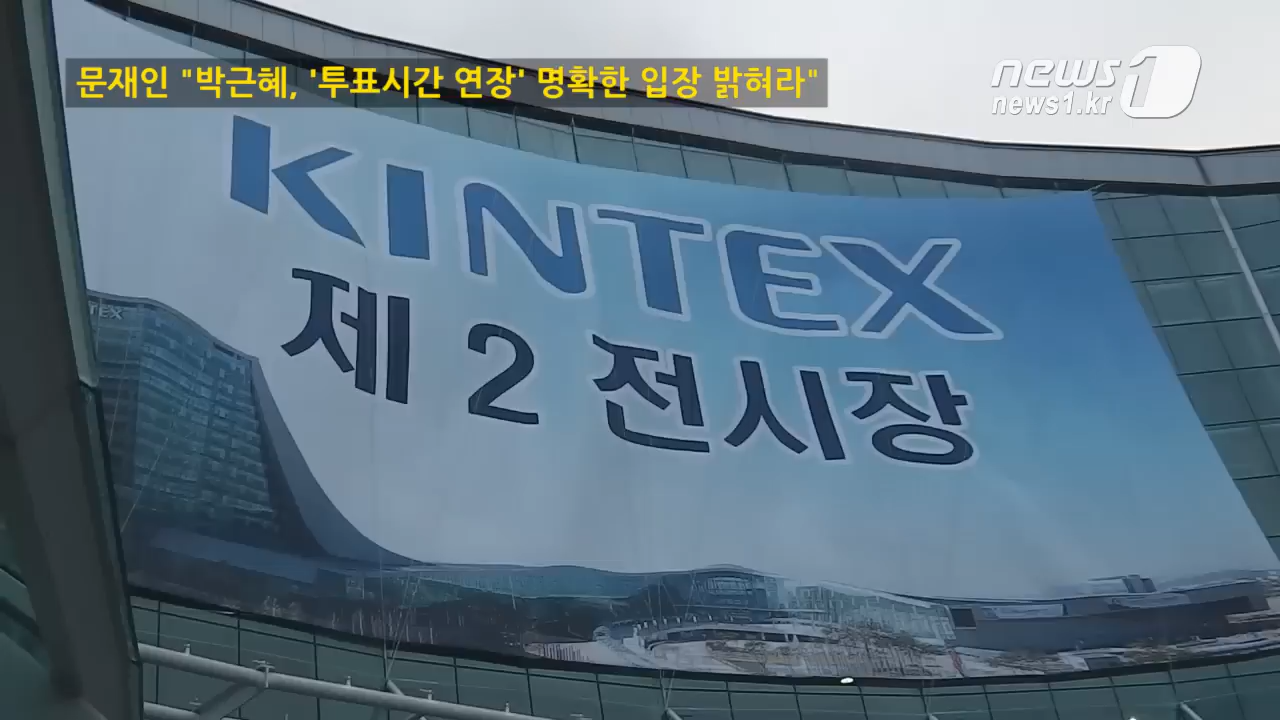 문재인 "박근혜, '투표시간 연장' 명확한 입장 밝혀라"
news1
news1.kr
KINTEX
제 2 전시장
TEX